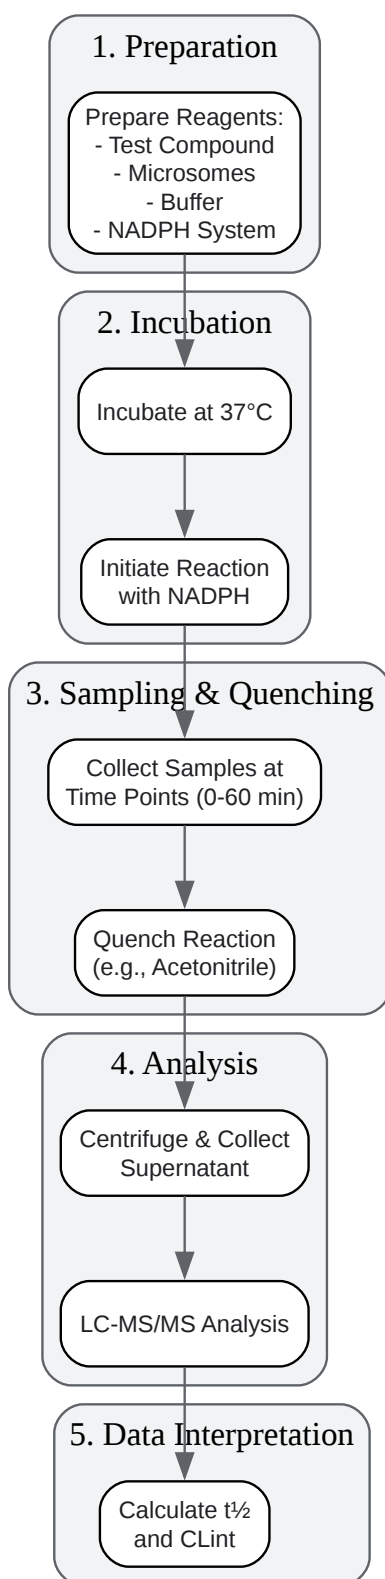 1. Preparation
Prepare Reagents:
- Test Compound
- Microsomes
- Buffer
- NADPH System
2. Incubation
Incubate at 37°C
Initiate Reaction
with NADPH
3. Sampling & Quenching
Collect Samples at
Time Points (0-60 min)
Quench Reaction
(e.g., Acetonitrile)
4. Analysis
Centrifuge & Collect
Supernatant
LC-MS/MS Analysis
5. Data Interpretation
Calculate t½
and CLint